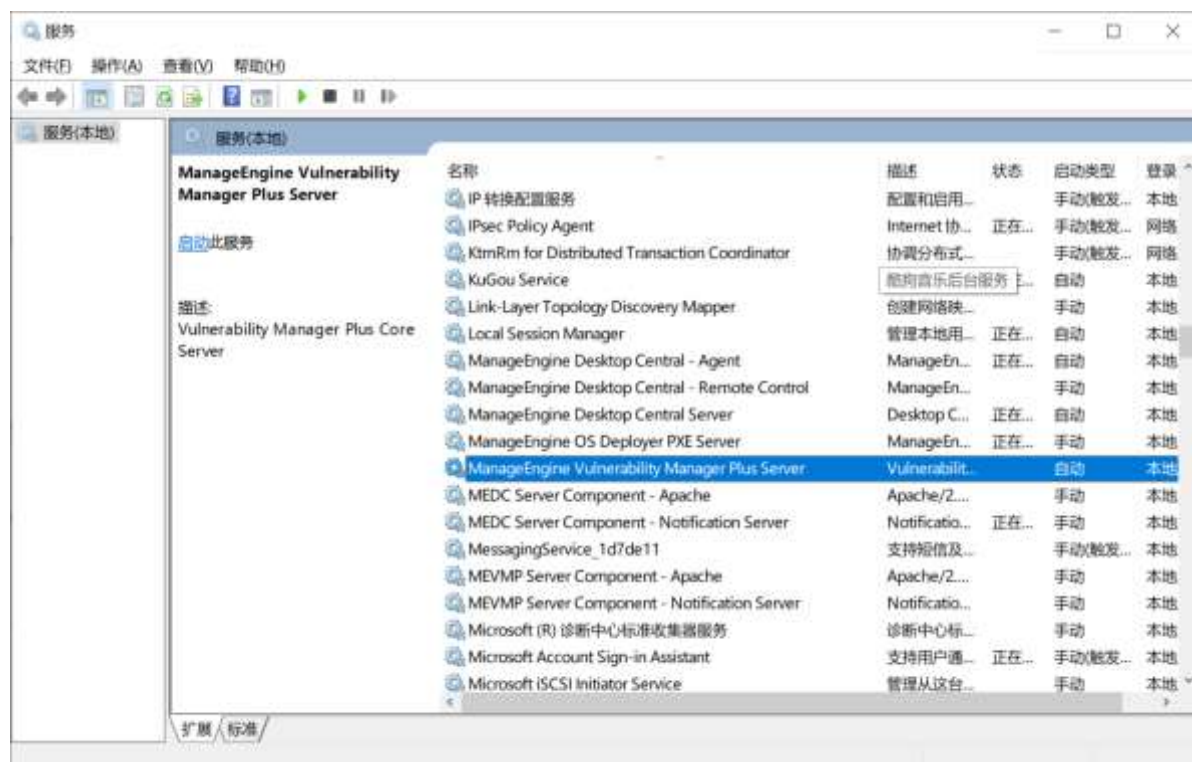 服务
文件(F) 操作(A) 查看(V) 帮助(H)
服务(本地)
服务(本地)
ManageEngine Vulnerability
Manager Plus Server
启动此服务
描述:
Vulnerability Manager Plus Core
Server
名称 描述 状态 启动类型 登录
IP 转换配置服务 配置和启用... 手动(触发... 本地
IPsec Policy Agent Internet 协... 正在... 手动(触发... 网络
KtmRm for Distributed Transaction Coordinator 协调分布式... 手动(触发... 网络
KuGou Service 酷狗音乐后台服务 自动 本地
Link-Layer Topology Discovery Mapper 创建网络映... 手动 本地
Local Session Manager 管理本地用... 正在... 自动 本地
ManageEngine Desktop Central - Agent ManageEn... 正在... 自动 本地
ManageEngine Desktop Central - Remote Control ManageEn... 手动 本地
ManageEngine Desktop Central Server Desktop C... 正在... 自动 本地
ManageEngine OS Deployer PXE Server ManageEn... 正在... 手动 本地
ManageEngine Vulnerability Manager Plus Server Vulnerabilit... 自动 本地
MEDC Server Component - Apache Apache/2.... 手动 本地
MEDC Server Component - Notification Server Notificatio... 正在... 手动 本地
MessagingService_1d7de11 支持短信及... 手动(触发... 本地
MEVMP Server Component - Apache Apache/2.... 手动 本地
MEVMP Server Component - Notification Server Notificatio... 手动 本地
Microsoft (R) 诊断中心标准收集器服务 诊断中心标... 手动 本地
Microsoft Account Sign-in Assistant 支持用户通... 正在... 手动(触发... 本地
Microsoft iSCSI Initiator Service 管理从这台... 手动 本地
扩展 标准